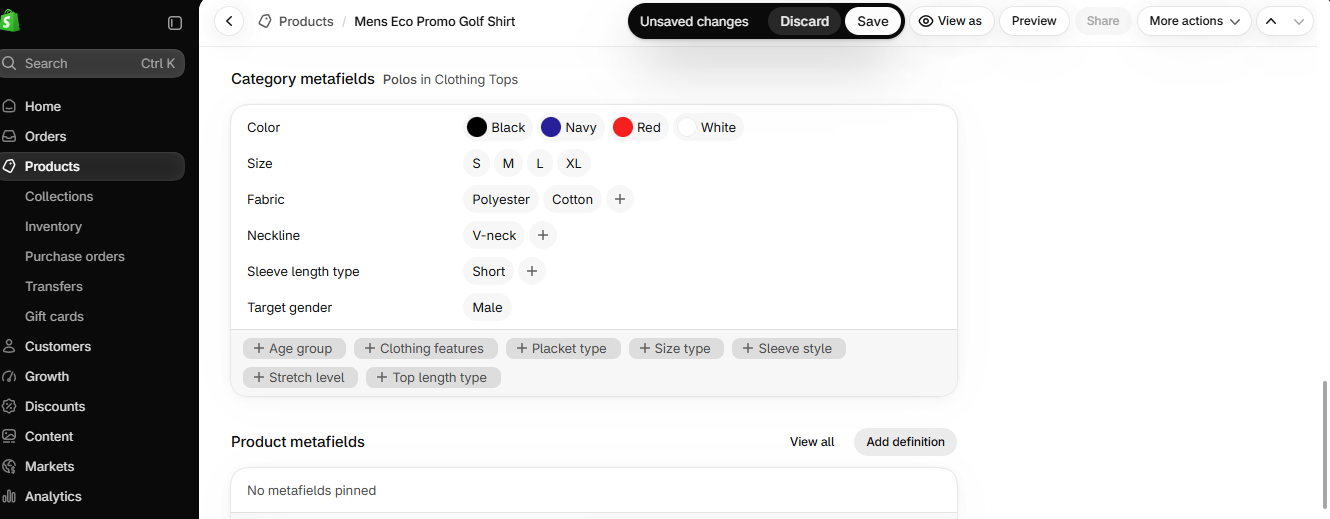 Products / Mens Eco Promo Golf Shirt
Unsaved changes Discard Save
View as Preview Share More actions
Search Ctrl K
Home
Orders
Products
Collections
Inventory
Purchase orders
Transfers
Gift cards
Customers
Growth
Discounts
Content
Markets
Analytics
Category metafields Polos in Clothing Tops
Color Black Navy Red White
Size S M L XL
Fabric Polyester Cotton +
Neckline V-neck +
Sleeve length type Short +
Target gender Male
+ Age group + Clothing features + Placket type + Size type + Sleeve style
+ Stretch level + Top length type
Product metafields View all Add definition
No metafields pinned